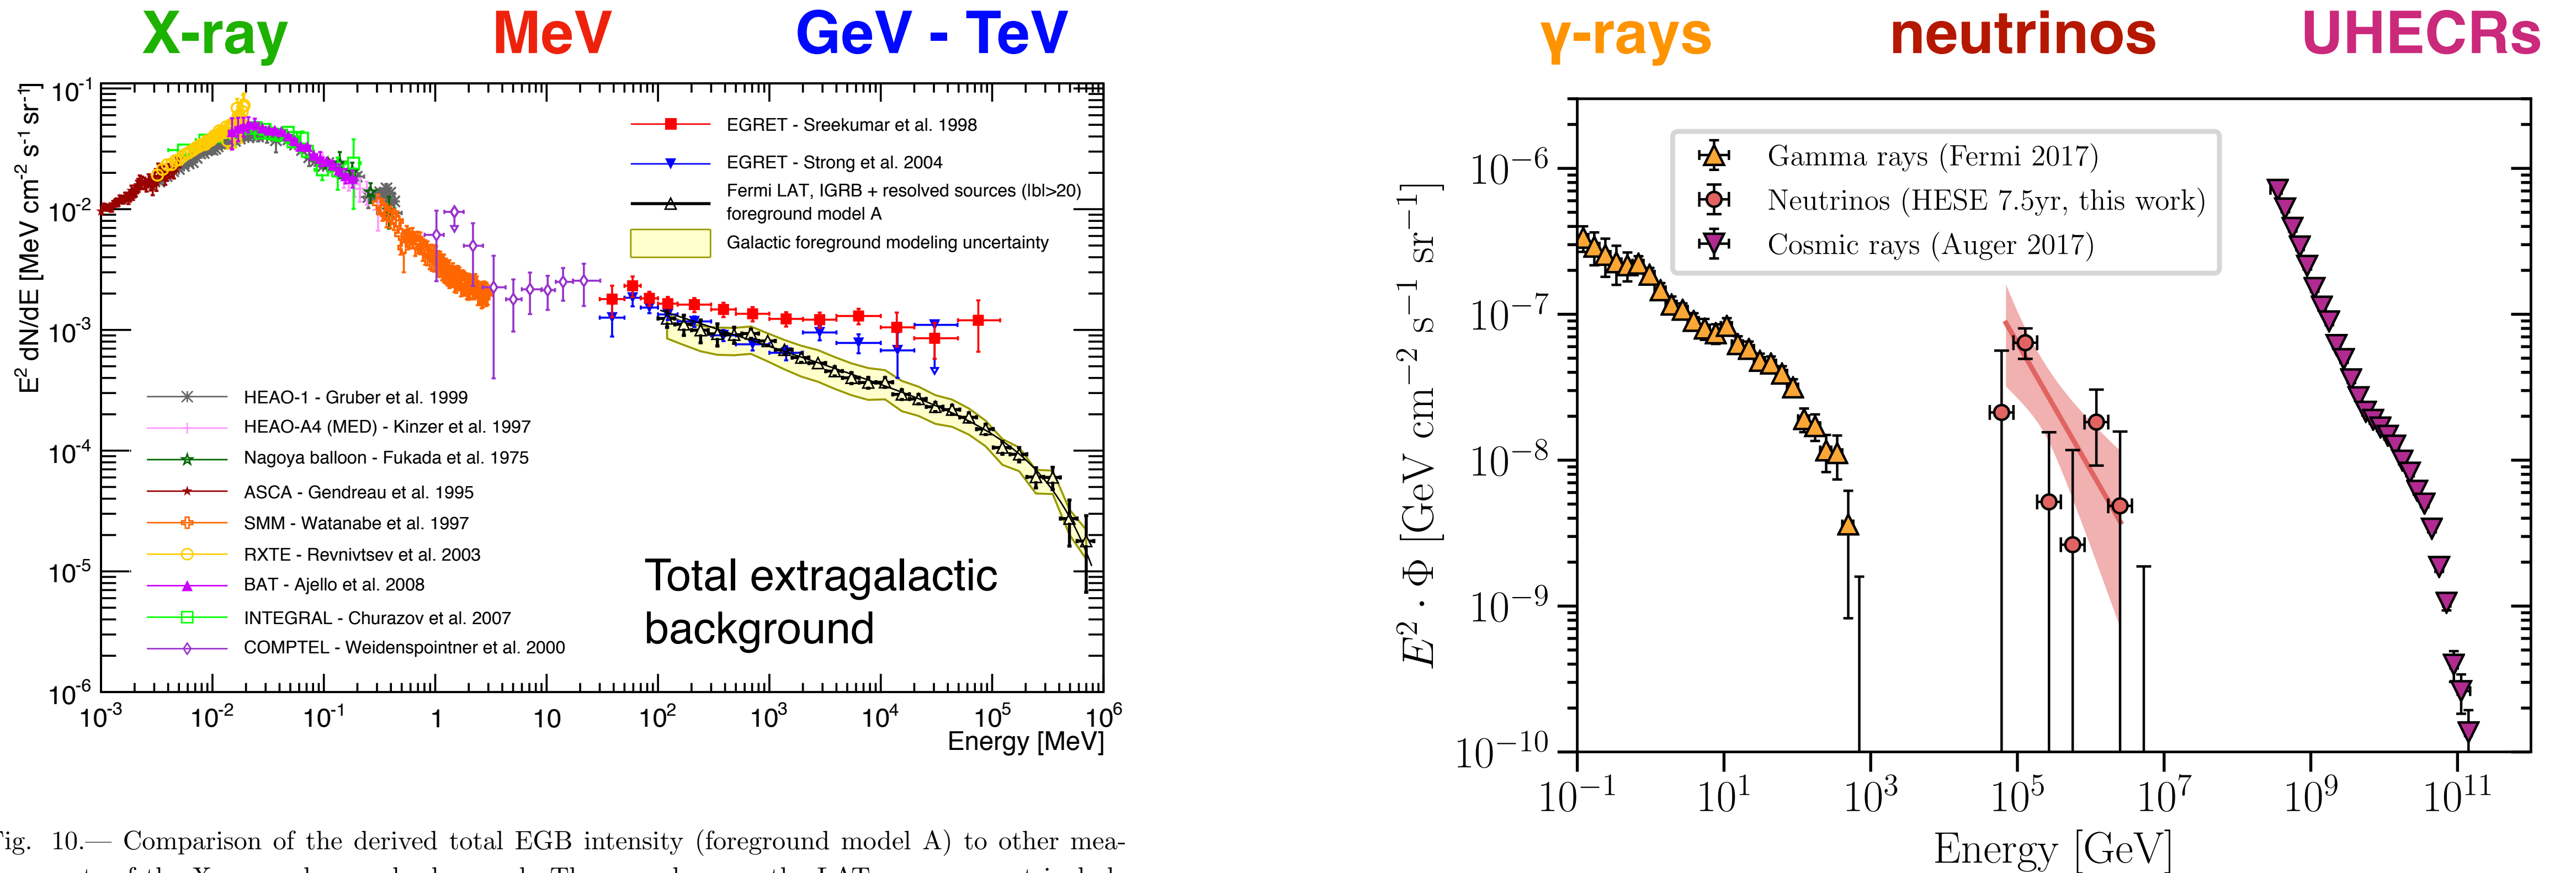 X-ray MeV GeV - TeV
E² dN/dE [MeV cm⁻² s⁻¹ sr⁻¹]
10⁻¹
10⁻²
10⁻³
10⁻⁴
10⁻⁵
10⁻⁶
EGRET - Sreekumar et al. 1998
EGRET - Strong et al. 2004
Fermi LAT, IGRB + resolved sources (|b|>20)
foreground model A
Galactic foreground modeling uncertainty
HEAO-1 - Gruber et al. 1999
HEAO-A4 (MED) - Kinzer et al. 1997
Nagoya balloon - Fukada et al. 1975
ASCA - Gendreau et al. 1995
SMM - Watanabe et al. 1997
RXTE - Revnivtsev et al. 2003
BAT - Ajello et al. 2008
INTEGRAL - Churazov et al. 2007
COMPTEL - Weidenspointner et al. 2000
Total extragalactic
background
10⁻³ 10⁻² 10⁻¹ 1 10 10² 10³ 10⁴ 10⁵ 10⁶
Energy [MeV]
ig. 10.— Comparison of the derived total EGB intensity (foreground model A) to other mea-
γ-rays neutrinos UHECRs
E² · Φ [GeV cm⁻² s⁻¹ sr⁻¹]
10⁻⁶
10⁻⁷
10⁻⁸
10⁻⁹
10⁻¹⁰
Gamma rays (Fermi 2017)
Neutrinos (HESE 7.5yr, this work)
Cosmic rays (Auger 2017)
10⁻¹ 10¹ 10³ 10⁵ 10⁷ 10⁹ 10¹¹
Energy [GeV]